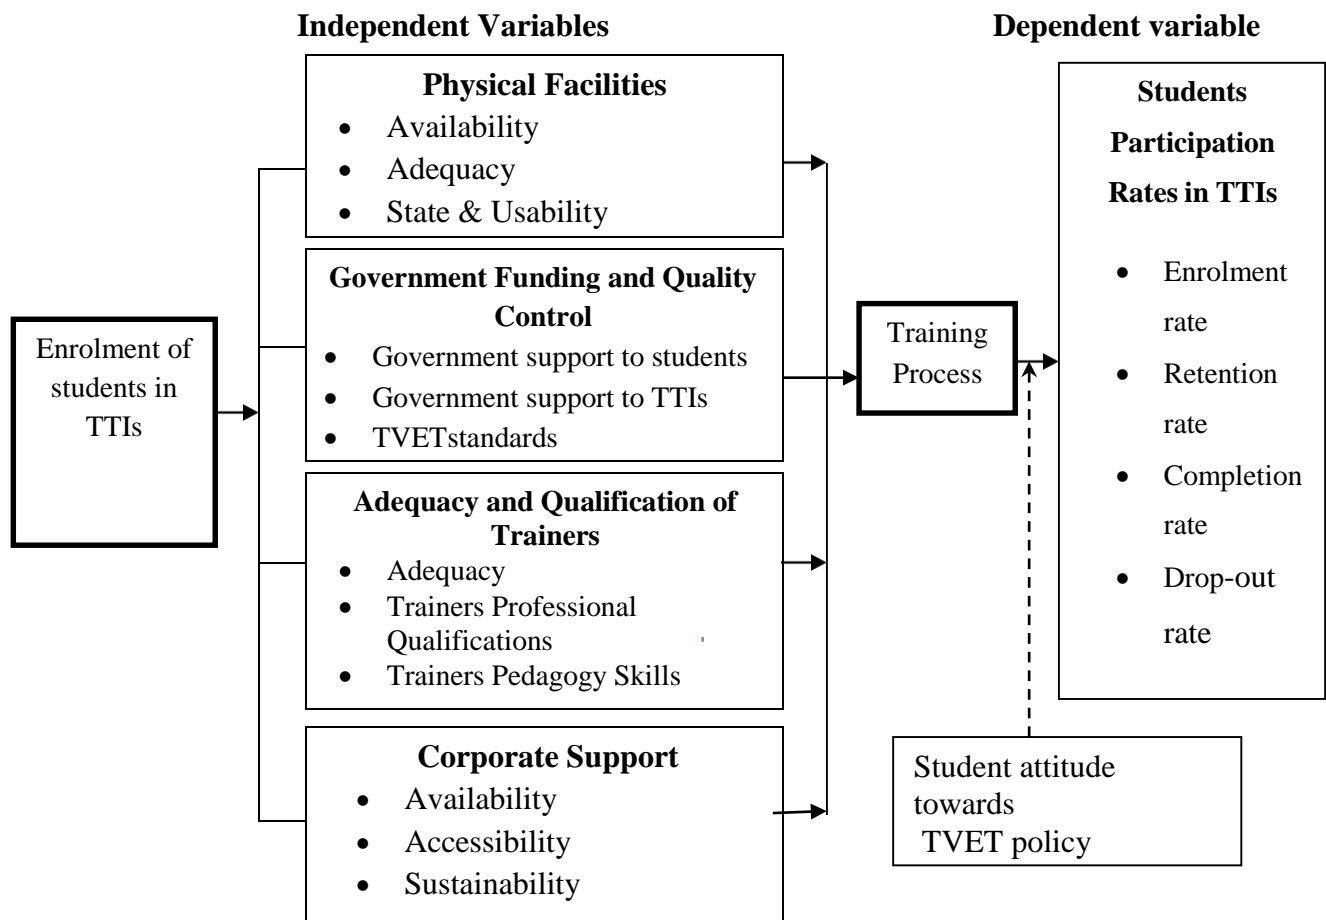 Independent Variables
Dependent variable
Enrolment of
students in
TTIs
Physical Facilities
• Availability
• Adequacy
• State & Usability
Government Funding and Quality
Control
• Government support to students
• Government support to TTIs
• TVETstandards
Adequacy and Qualification of
Trainers
• Adequacy
• Trainers Professional
Qualifications
• Trainers Pedagogy Skills
Corporate Support
• Availability
• Accessibility
• Sustainability
Training
Process
Students
Participation
Rates in TTIs
• Enrolment
rate
• Retention
rate
• Completion
rate
• Drop-out
rate
Student attitude
towards
TVET policy